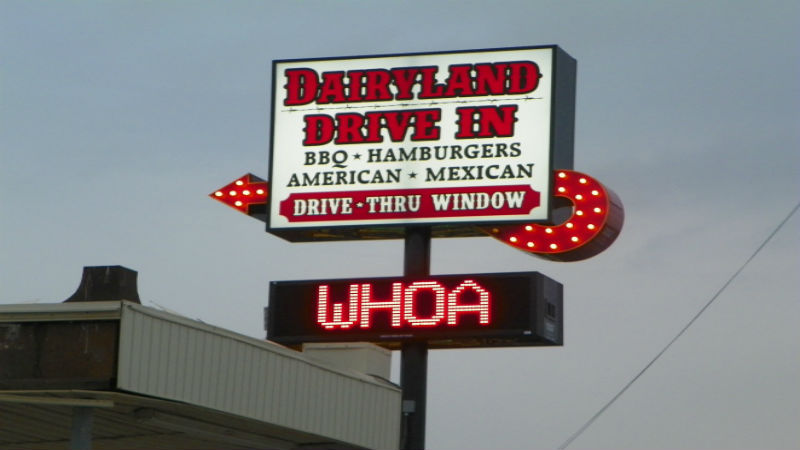 DAIRYLAND
DRIVE IN
BBQ ★ HAMBURGERS
AMERICAN ★ MEXICAN
DRIVE ★ THRU WINDOW
WHOA